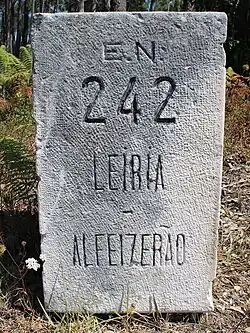 E.N.
242
LEIRIA
-
ALFEIZERÃO